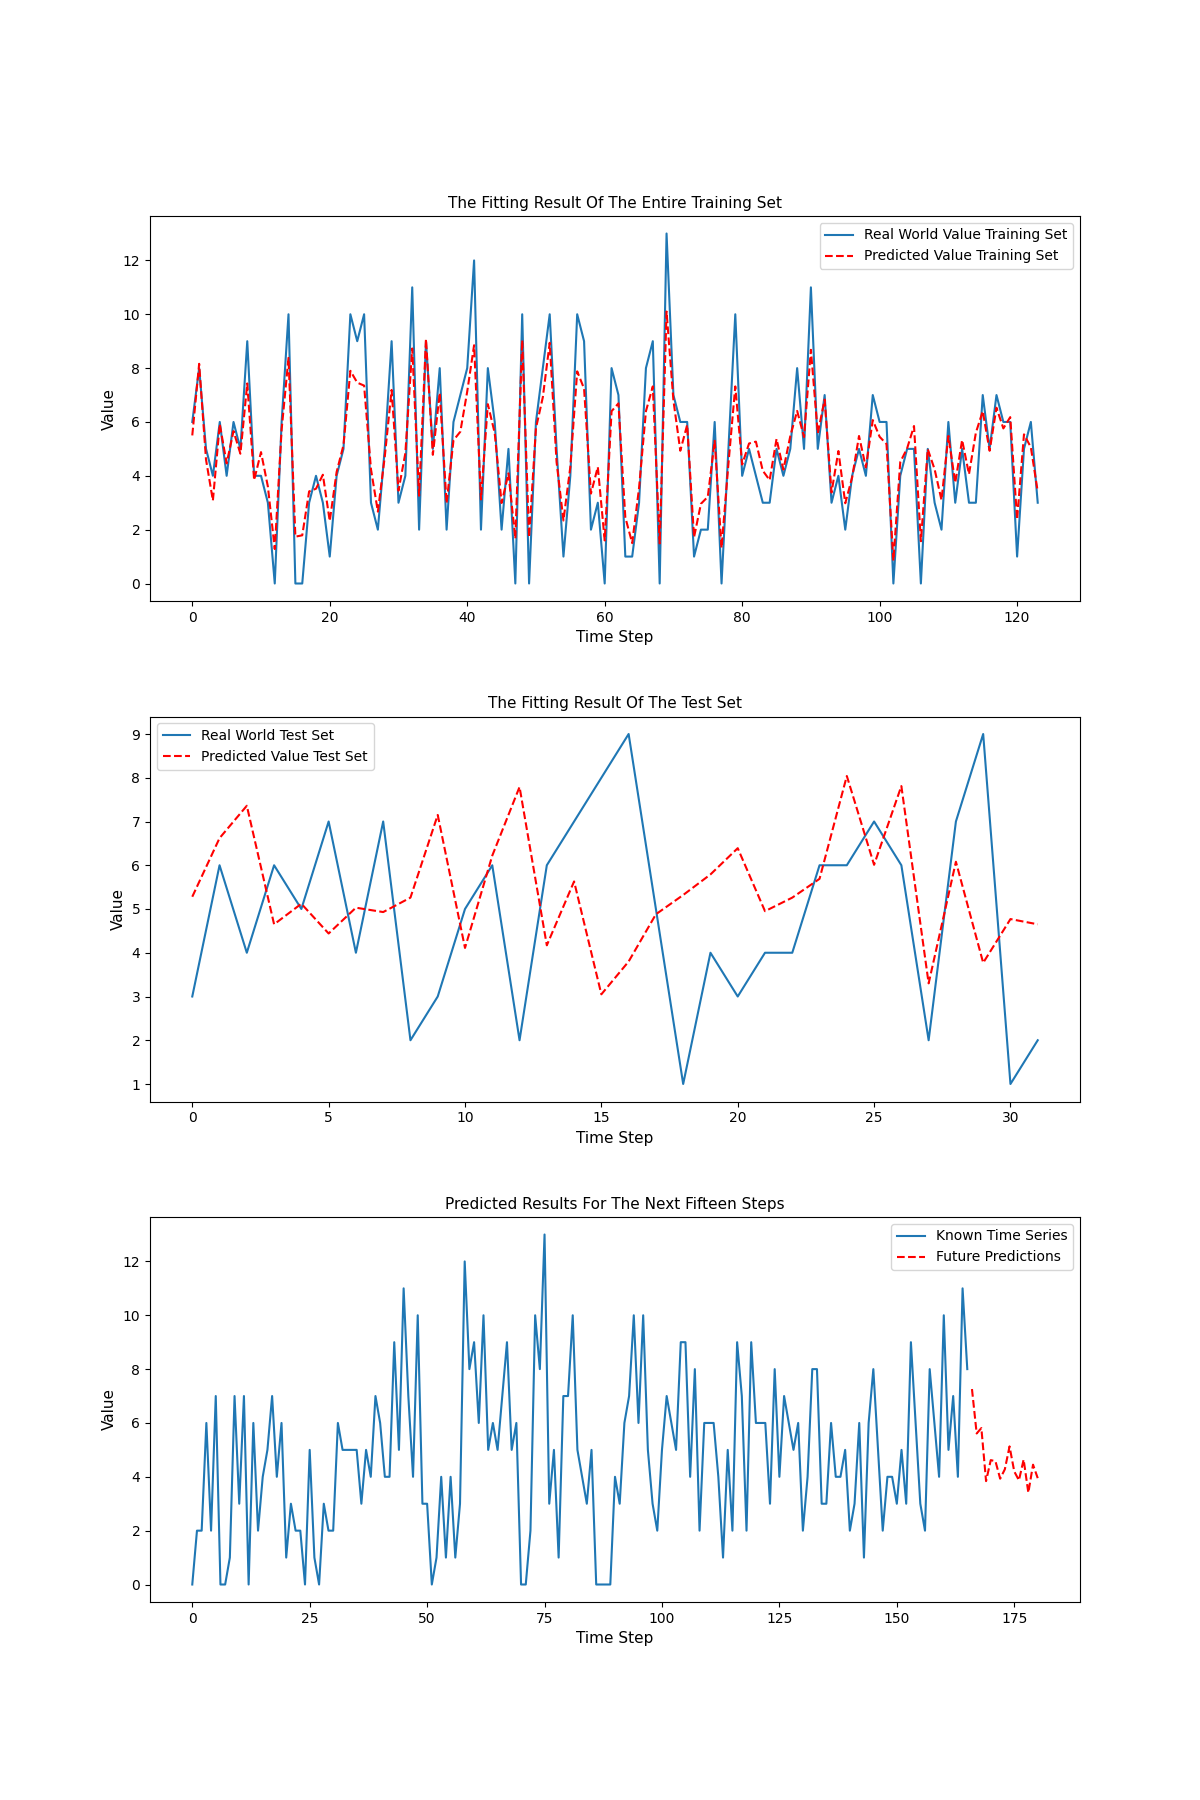 The Fitting Result Of The Entire Training Set
Real World Value Training Set
Predicted Value Training Set
Value
12
10
8
6
4
2
0
0 20 40 60 80 100 120
Time Step
The Fitting Result Of The Test Set
Real World Test Set
Predicted Value Test Set
Value
9
8
7
6
5
4
3
2
1
0 5 10 15 20 25 30
Time Step
Predicted Results For The Next Fifteen Steps
Known Time Series
Future Predictions
Value
12
10
8
6
4
2
0
0 25 50 75 100 125 150 175
Time Step